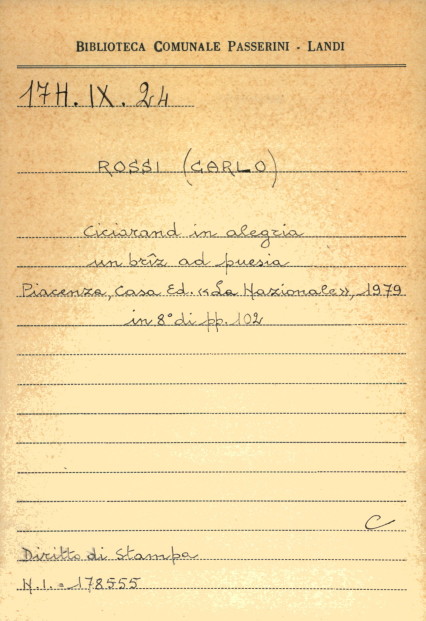 BIBLIOTECA COMUNALE PASSERINI - LANDI
17H. IX. 24
ROSSI (CARLO)
Ciciarand in alegria
un brîz ad puesia
Piacenza, Casa Ed. «La Nazionale», 1979
in 8° di pp. 102
C
Diritto di Stampa
N.I. = 178555